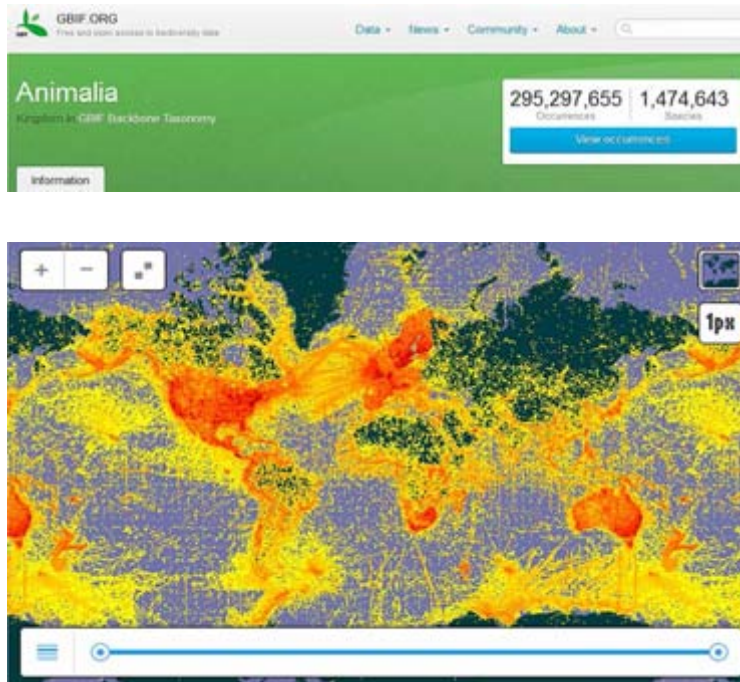 GBIF.ORG
Free and open access to biodiversity data
Data News Community About
Animalia
Kingdom in GBIF Backbone Taxonomy
295,297,655 1,474,643
Occurrences Species
View occurrences
Information
+ −
1px